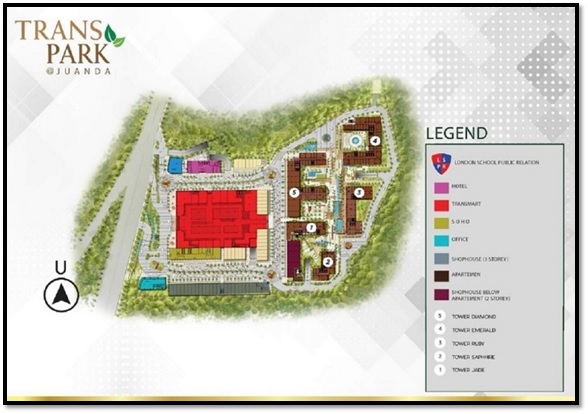 TRANS
PARK
@JUANDA
LEGEND
LONDON SCHOOL PUBLIC RELATION
HOTEL
TRANSMART
S O H O
OFFICE
SHOPHOUSE (3 STOREY)
APARTEMEN
SHOPHOUSE BELOW
APARTEMENT (2 STOREY)
5 TOWER DIAMOND
4 TOWER EMERALD
3 TOWER RUBY
2 TOWER SAPHIRE
1 TOWER JADE
U
4
5
3
1
2